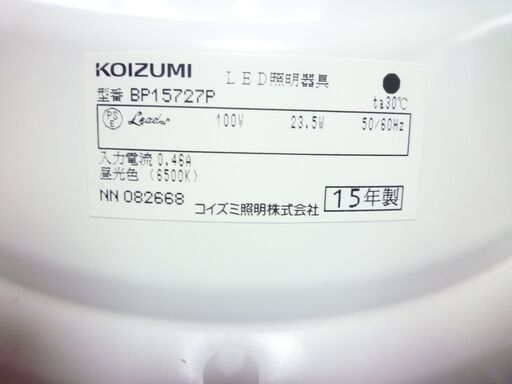 KOIZUMI LED照明器具
型番 BP15727P ta30℃
PSE Leador 100V 23.5W 50/60Hz
入力電流 0.46A
昼光色 (6500K)
NN 082668 コイズミ照明株式会社 15年製